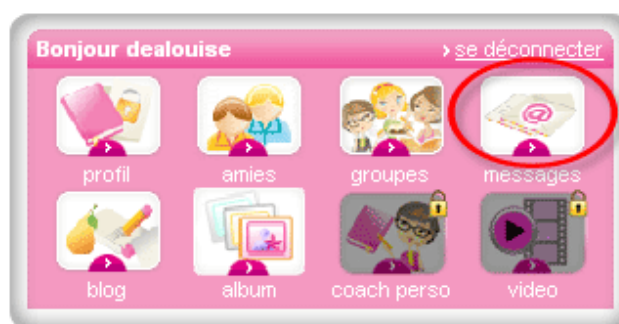 Bonjour dealouise › se déconnecter
profil amies groupes messages
blog album coach perso video